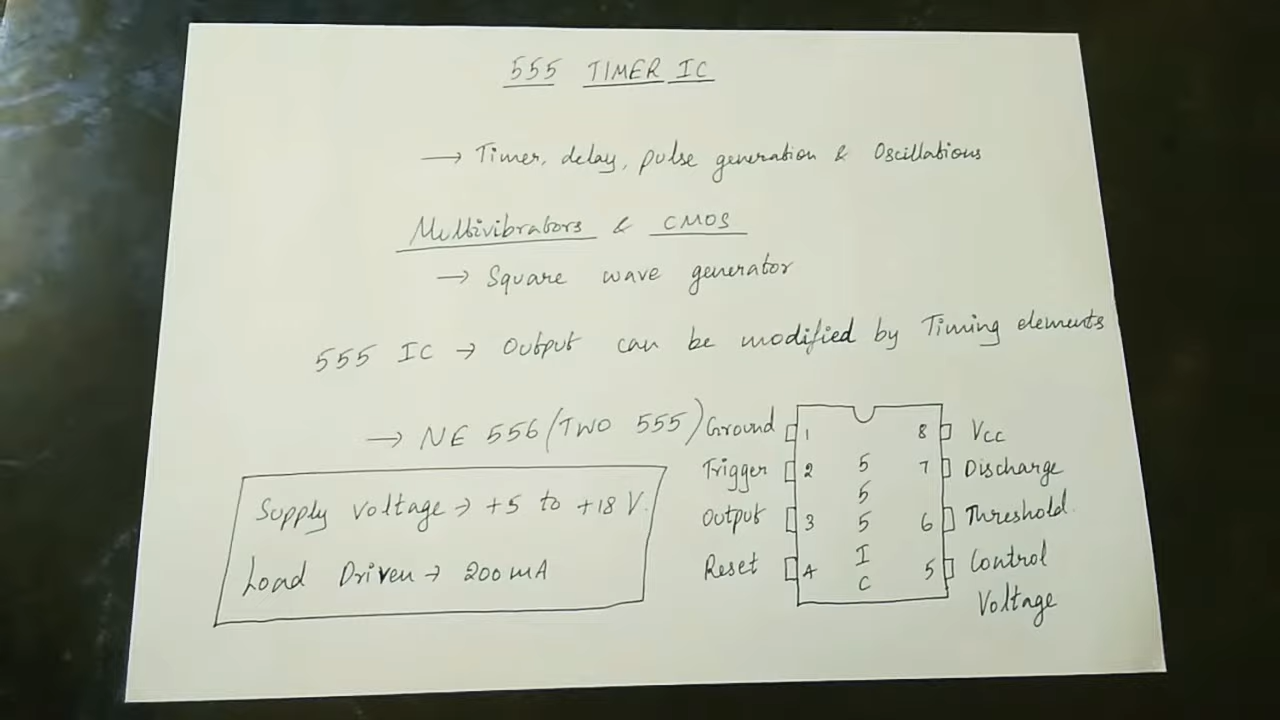 555 TIMER IC
→ Timer, delay, pulse generation & Oscillations
Multivibrators & CMOS
→ Square wave generator
555 IC → Output can be modified by Timing elements
→ NE 556 (TWO 555)
Supply voltage → +5 to +18 V.
Load Driven → 200 mA
Ground 1 8 Vcc
Trigger 2 5 7 Discharge
5
Output 3 5 6 Threshold.
I
Reset 4 C 5 Control
Voltage